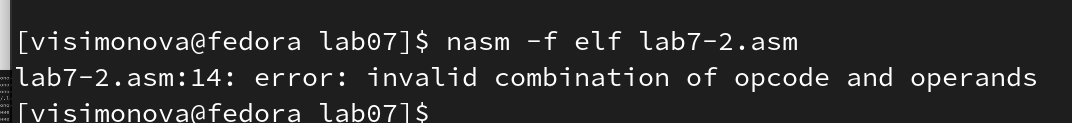 [visimonova@fedora lab07]$ nasm -f elf lab7-2.asm
lab7-2.asm:14: error: invalid combination of opcode and operands
[visimonova@fedora lab07]$